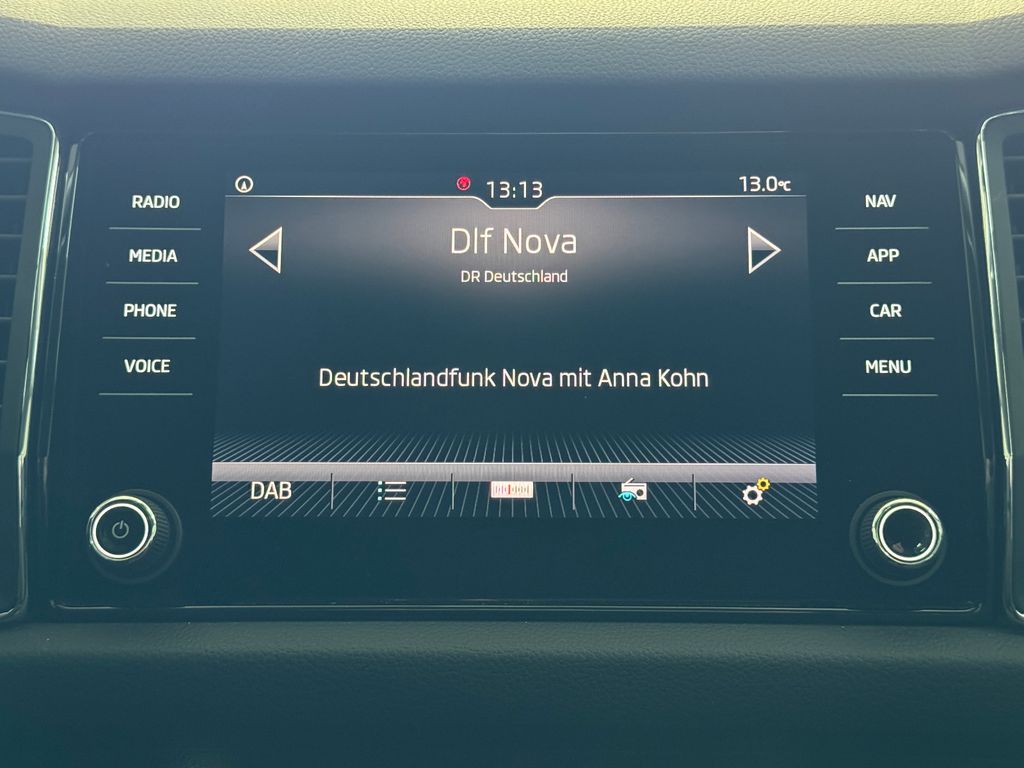 13:13
13.0°C
RADIO
MEDIA
PHONE
VOICE
Dlf Nova
DR Deutschland
Deutschlandfunk Nova mit Anna Kohn
DAB
NAV
APP
CAR
MENU